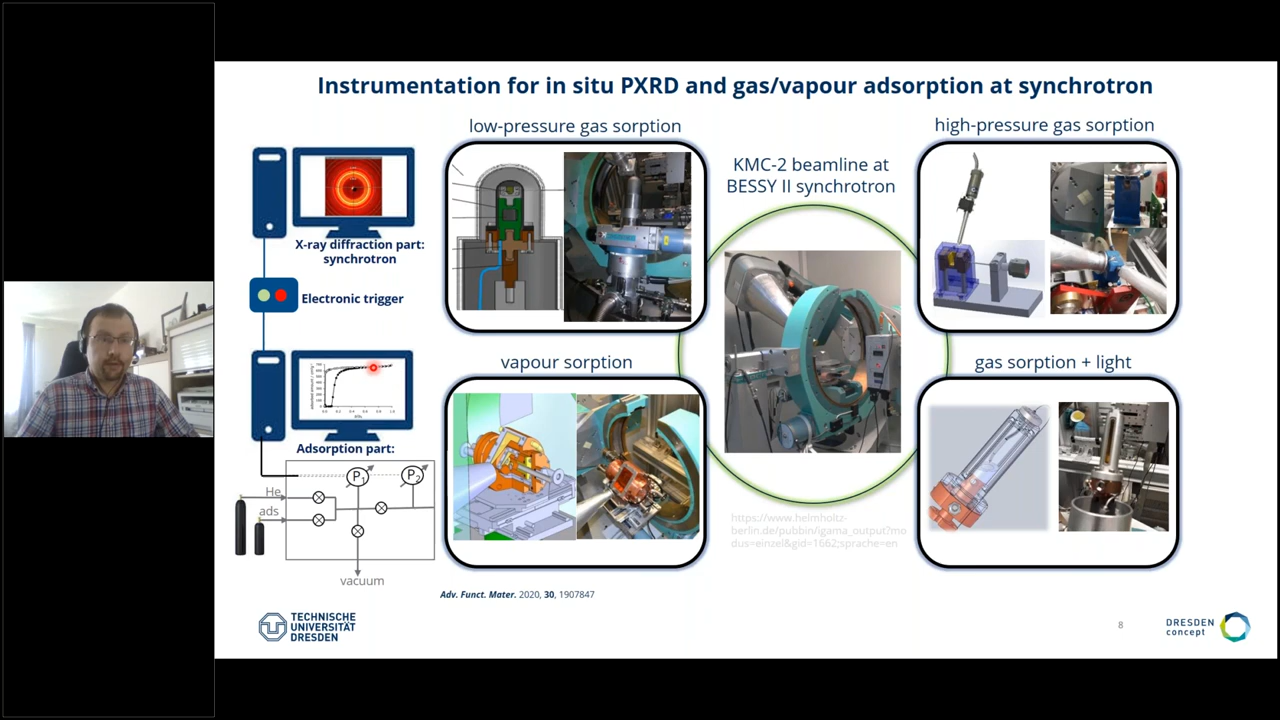 Instrumentation for in situ PXRD and gas/vapour adsorption at synchrotron
low-pressure gas sorption
high-pressure gas sorption
KMC-2 beamline at
BESSY II synchrotron
X-ray diffraction part:
synchrotron
Electronic trigger
vapour sorption
gas sorption + light
Adsorption part:
P1
P2
He
ads
vacuum
https://www.helmholtz-
berlin.de/pubbin/igama_output?mo
dus=einzel&gid=1662;sprache=en
Adv. Funct. Mater. 2020, 30, 1907847
TECHNISCHE
UNIVERSITÄT
DRESDEN
8
DRESDEN
concept